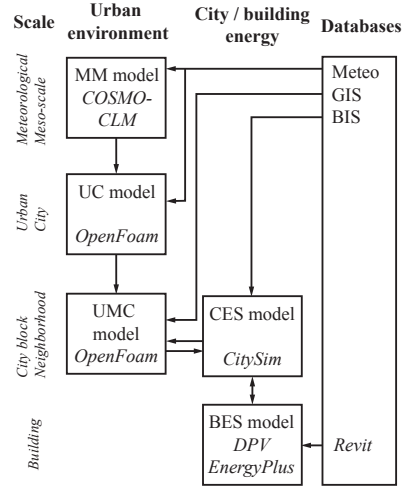 Scale
Urban
environment
City / building
energy
Databases
Meteorological
Meso-scale
MM model
COSMO-
CLM
Meteo
GIS
BIS
Urban
City
UC model
OpenFoam
City block
Neighborhood
UMC
model
OpenFoam
CES model
CitySim
Building
BES model
DPV
EnergyPlus
Revit